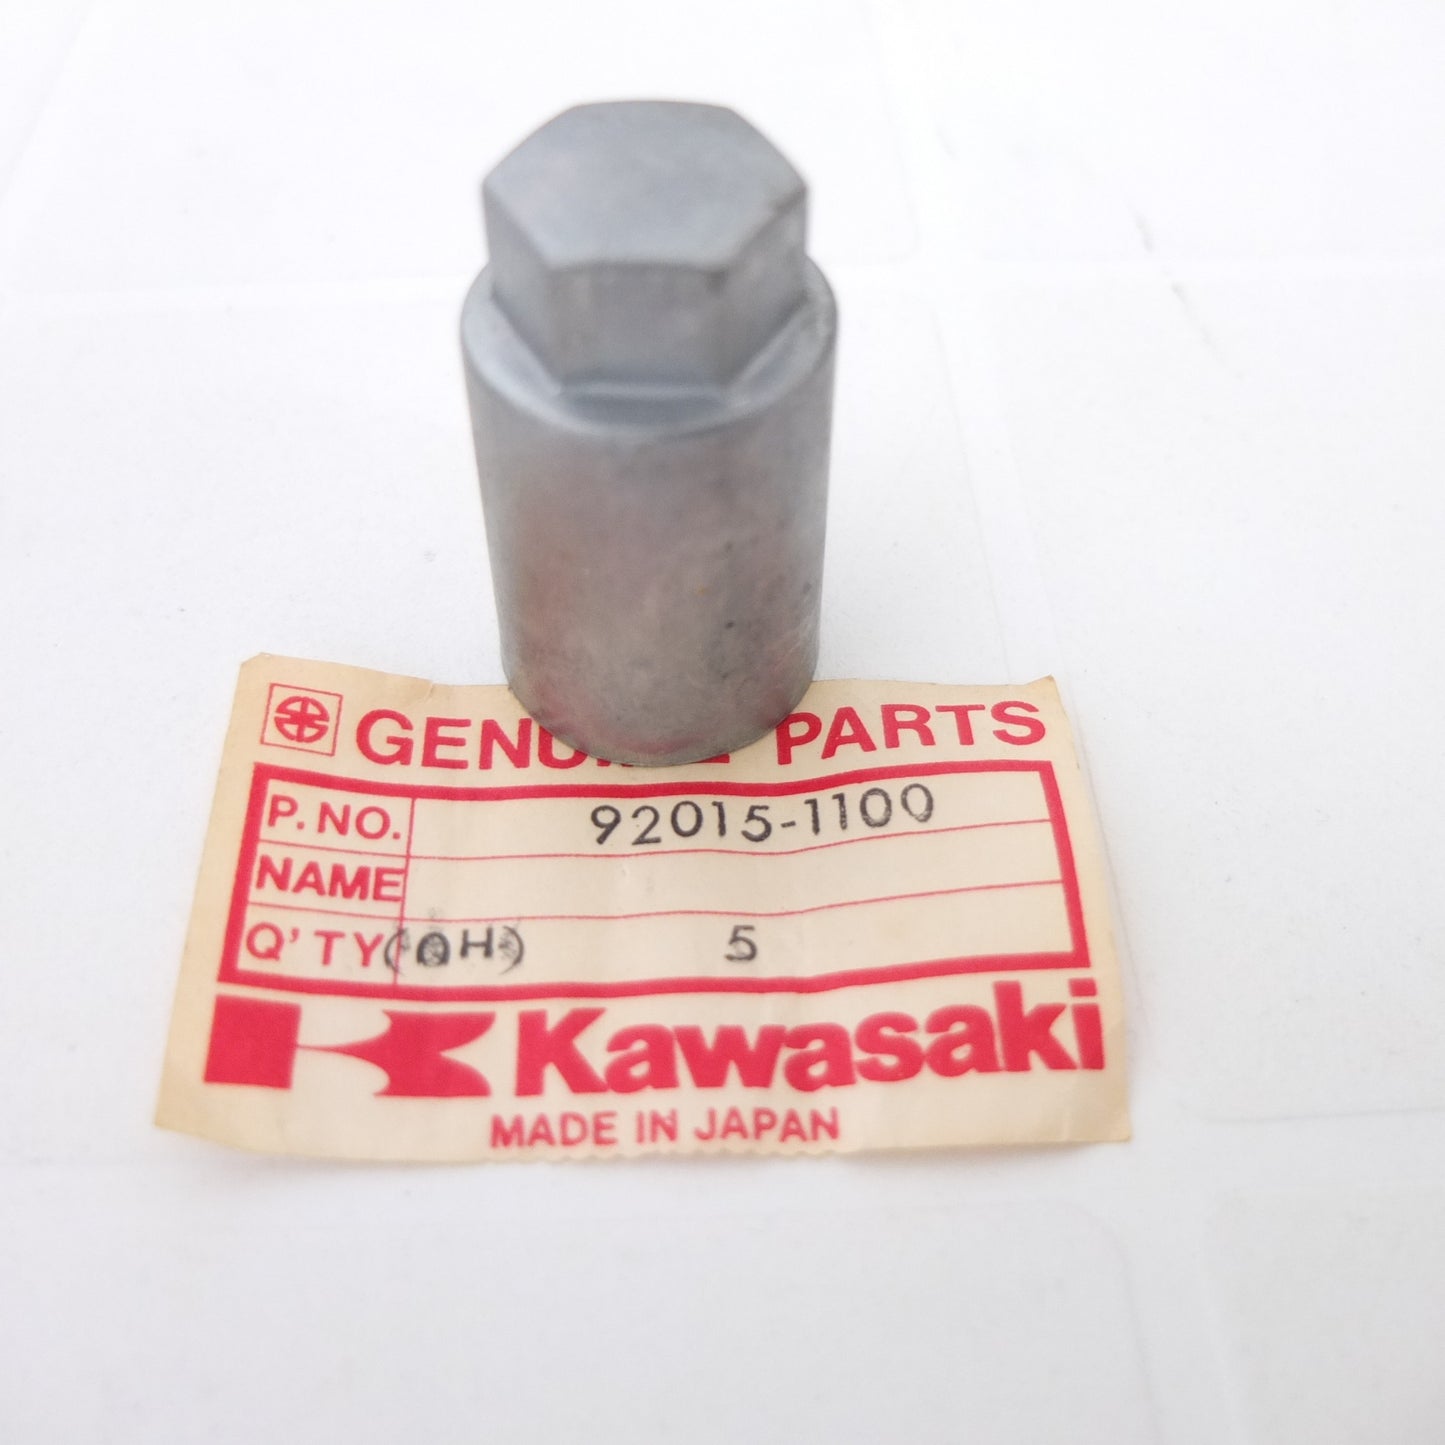 GENUINE PARTS
P. NO. 92015-1100
NAME
Q'TY 5
Kawasaki
MADE IN JAPAN